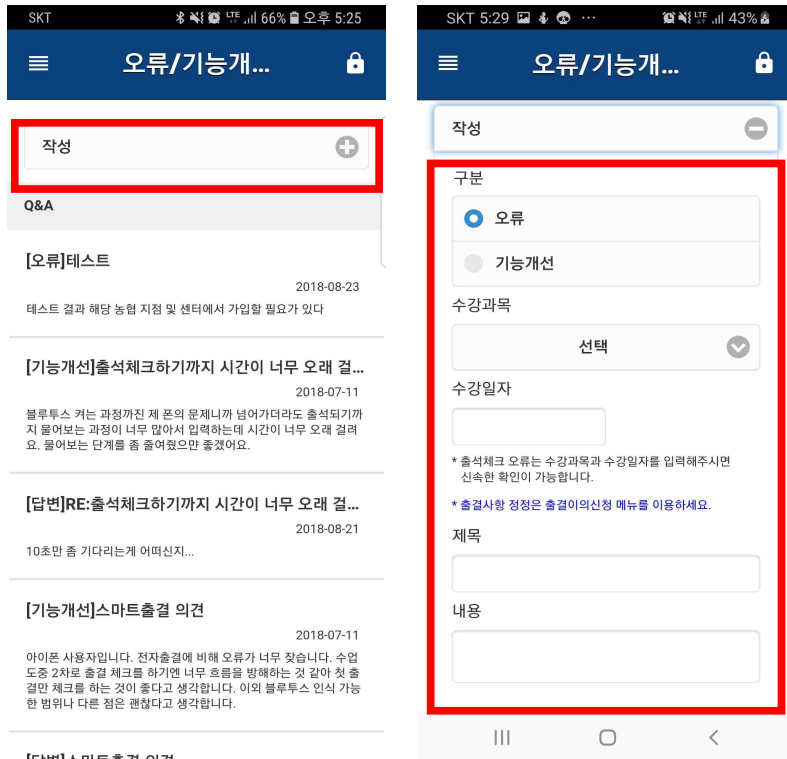 SKT LTE 66% 오후 5:25
오류/기능개...
작성
Q&A
[오류]테스트
2018-08-23
테스트 결과 해당 농협 지점 및 센터에서 가입할 필요가 있다
[기능개선]출석체크하기까지 시간이 너무 오래 걸...
2018-07-11
블루투스 켜는 과정까진 제 폰의 문제니까 넘어가더라도 출석되기까
지 물어보는 과정이 너무 많아서 입력하는데 시간이 너무 오래 걸려
요. 물어보는 단계를 좀 줄여줬으만 좋겠어요.
[답변]RE:출석체크하기까지 시간이 너무 오래 걸...
2018-08-21
10초만 좀 기다리는게 어떠신지...
[기능개선]스마트출결 의견
2018-07-11
아이폰 사용자입니다. 전자출결에 비해 오류가 너무 잦습니다. 수업
도중 2차로 출결 체크를 하기엔 너무 흐름을 방해하는 것 같아 첫 출
결만 체크를 하는 것이 좋다고 생각합니다. 이외 블루투스 인식 가능
한 범위나 다른 점은 괜찮다고 생각합니다.
[답변]스마트출결 의견
SKT 5:29 ... LTE 43%
오류/기능개...
작성
구분
오류
기능개선
수강과목
선택
수강일자
* 출석체크 오류는 수강과목과 수강일자를 입력해주시면
신속한 확인이 가능합니다.
* 출결사항 정정은 출결이의신청 메뉴를 이용하세요.
제목
내용